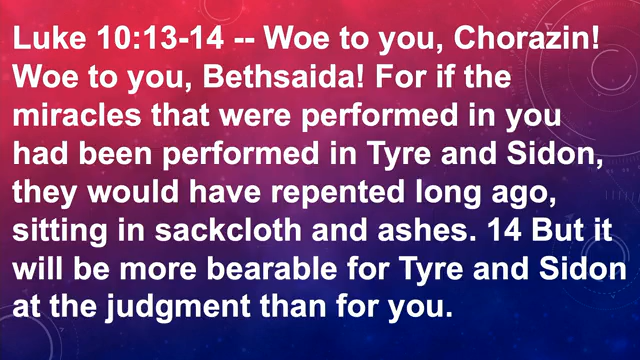 Luke 10:13-14 -- Woe to you, Chorazin!
Woe to you, Bethsaida! For if the
miracles that were performed in you
had been performed in Tyre and Sidon,
they would have repented long ago,
sitting in sackcloth and ashes. 14 But it
will be more bearable for Tyre and Sidon
at the judgment than for you.